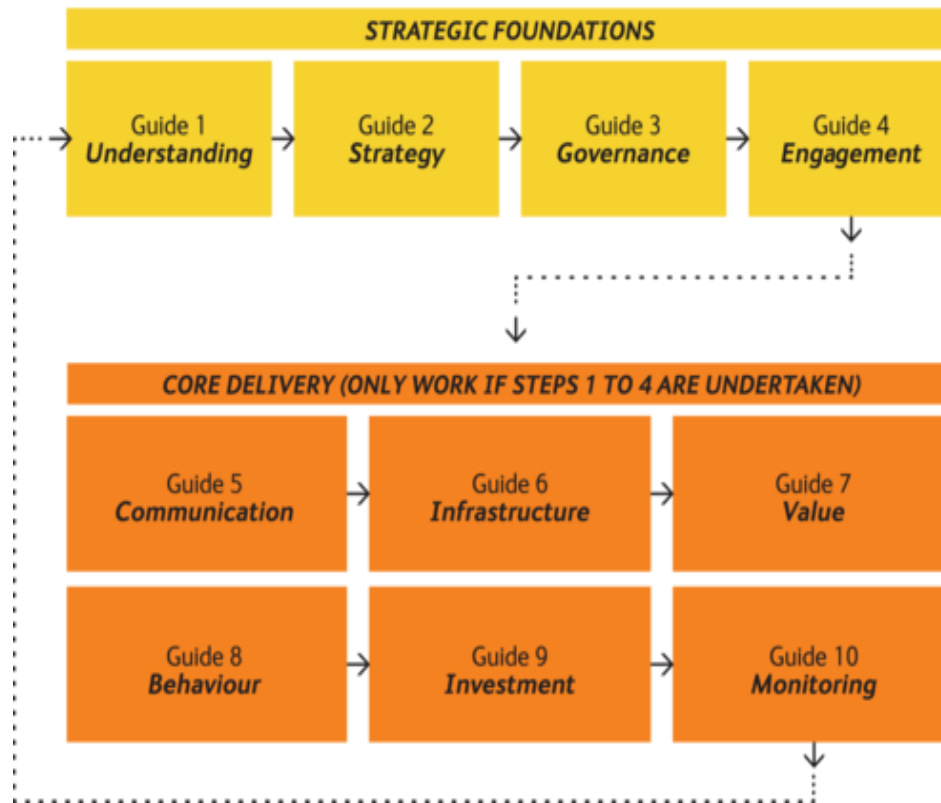 STRATEGIC FOUNDATIONS
Guide 1
Understanding
Guide 2
Strategy
Guide 3
Governance
Guide 4
Engagement
CORE DELIVERY (ONLY WORK IF STEPS 1 TO 4 ARE UNDERTAKEN)
Guide 5
Communication
Guide 6
Infrastructure
Guide 7
Value
Guide 8
Behaviour
Guide 9
Investment
Guide 10
Monitoring